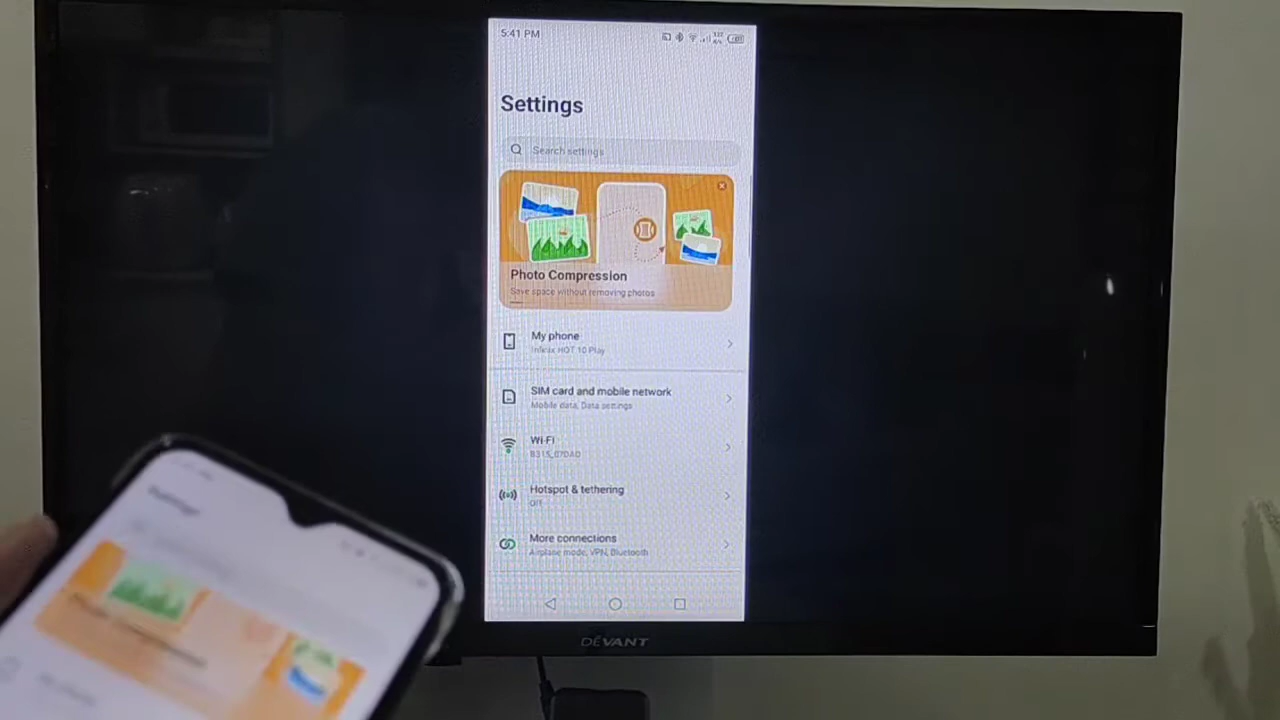 5:41 PM
Settings
Search settings
Photo Compression
Save space without removing photos
My phone
Infinix HOT 10 Play
SIM card and mobile network
Mobile data, Data settings
Wi-Fi
B315_07DAD
Hotspot & tethering
Off
More connections
Airplane mode, VPN, Bluetooth
DEVANT
Settings